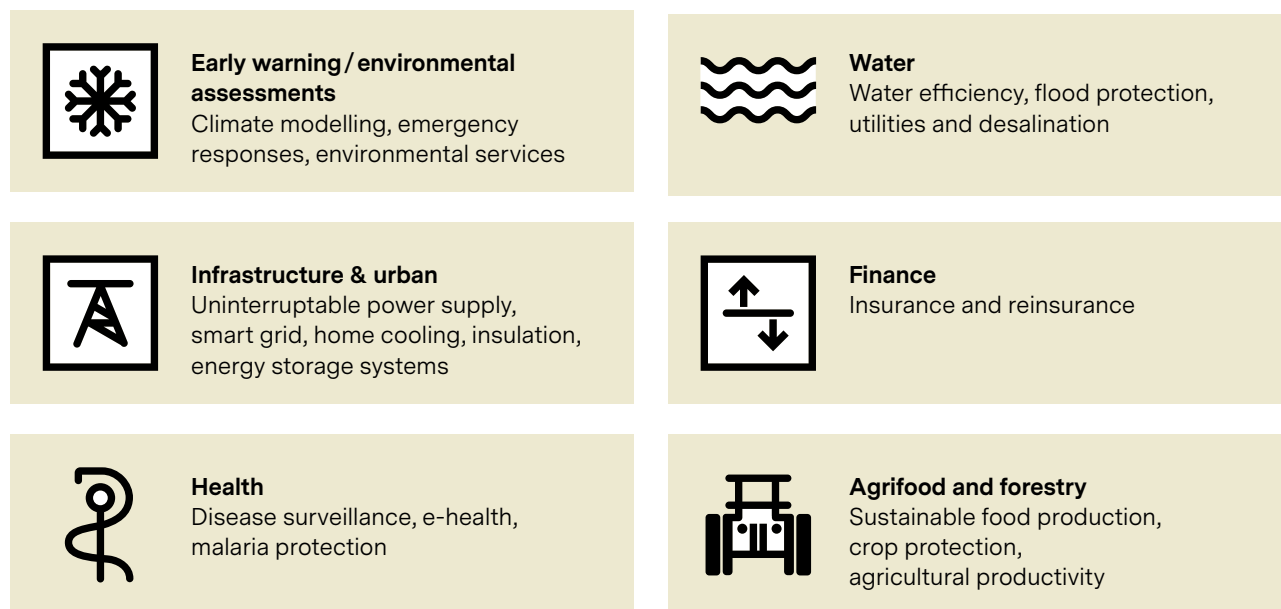 Early warning / environmental
assessments
Climate modelling, emergency
responses, environmental services
Water
Water efficiency, flood protection,
utilities and desalination
Infrastructure & urban
Uninterruptable power supply,
smart grid, home cooling, insulation,
energy storage systems
Finance
Insurance and reinsurance
Health
Disease surveillance, e-health,
malaria protection
Agrifood and forestry
Sustainable food production,
crop protection,
agricultural productivity